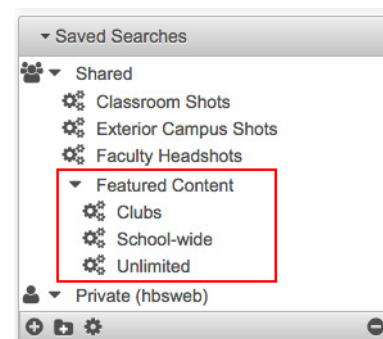 Saved Searches
Shared
Classroom Shots
Exterior Campus Shots
Faculty Headshots
Featured Content
Clubs
School-wide
Unlimited
Private (hbsweb)